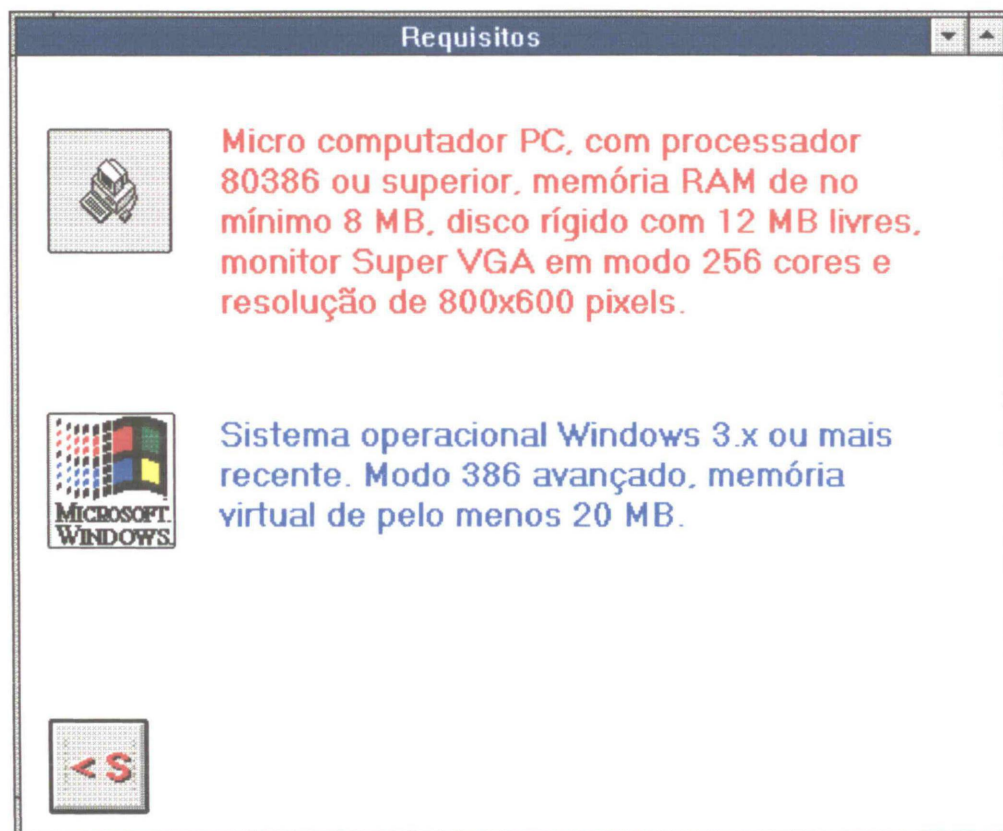 Requisitos
Micro computador PC, com processador
80386 ou superior, memória RAM de no
mínimo 8 MB, disco rígido com 12 MB livres,
monitor Super VGA em modo 256 cores e
resolução de 800x600 pixels.
Sistema operacional Windows 3.x ou mais
recente. Modo 386 avançado, memória
virtual de pelo menos 20 MB.
MICROSOFT.
WINDOWS.
<S